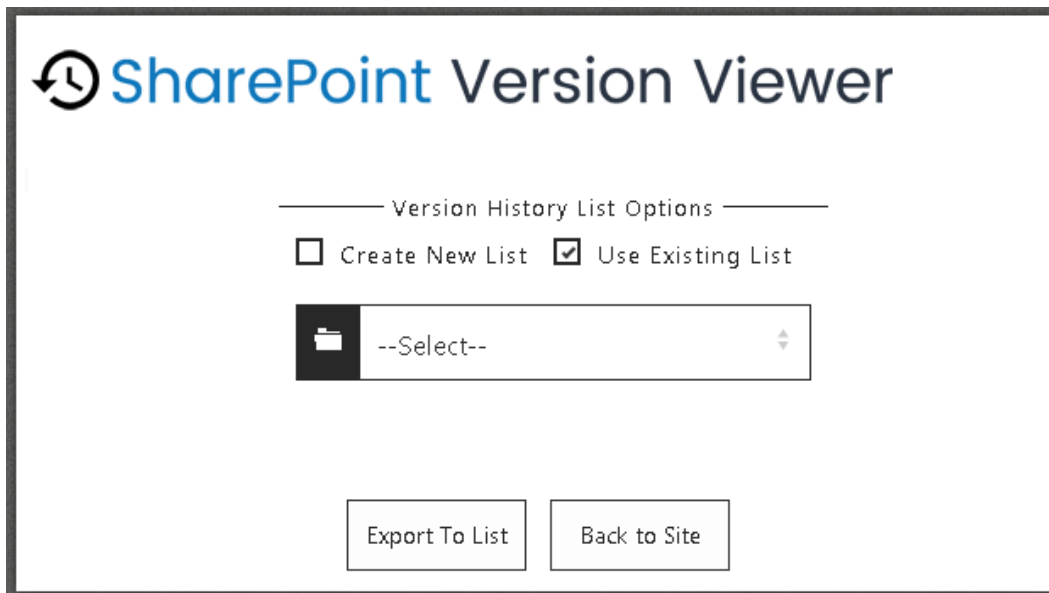 SharePoint Version Viewer
Version History List Options
Create New List Use Existing List
--Select--
Export To List Back to Site